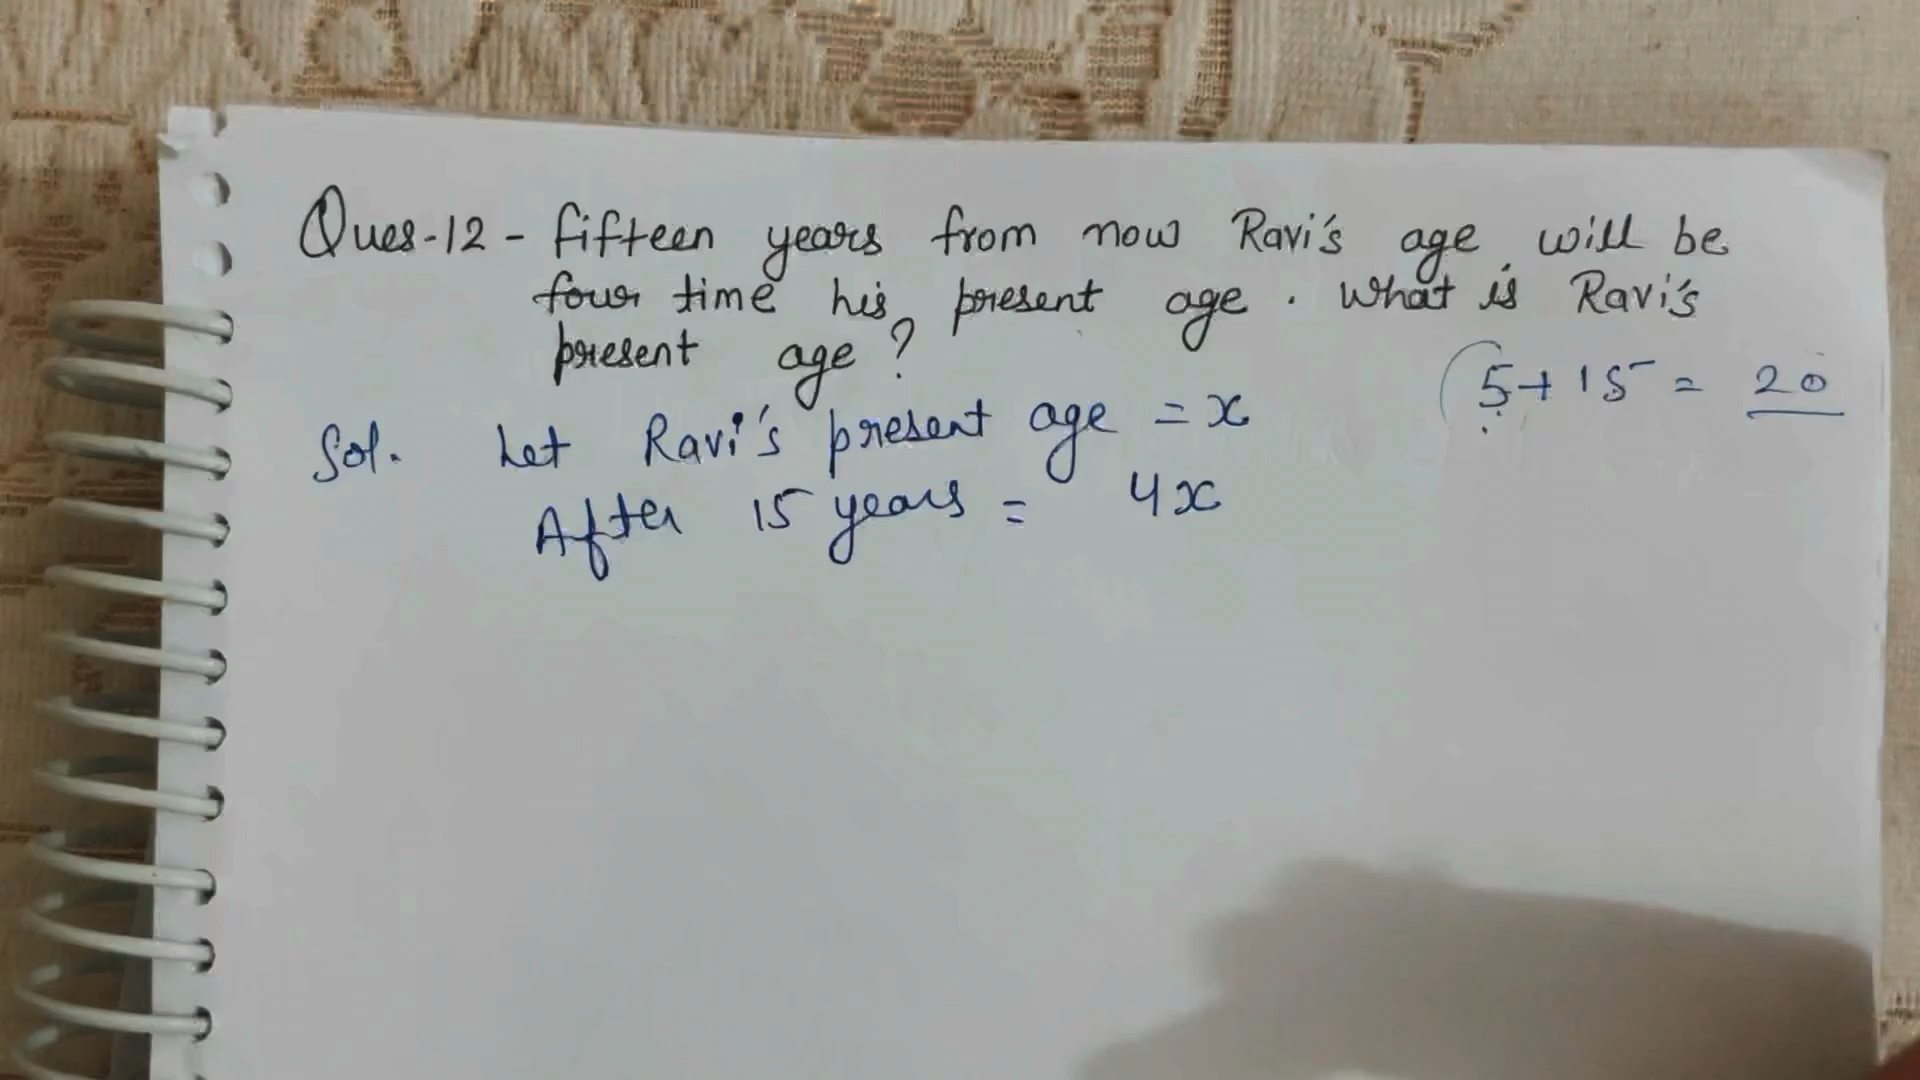 Ques-12 - fifteen years from now Ravi's age will be
four time his present age. What is Ravi's
present age?
5 + 15 = 20
Sol. Let Ravi's present age = x
After 15 years = 4x